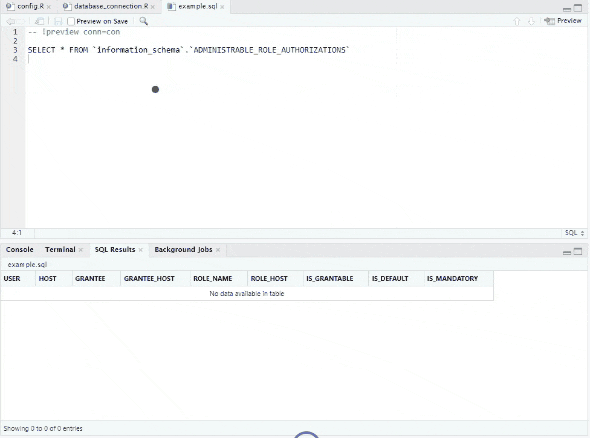 config.R × database_connection.R × example.sql ×
Preview on Save Preview
1 -- !preview conn=con
2
3 SELECT * FROM `information_schema`.`ADMINISTRABLE_ROLE_AUTHORIZATIONS`
4
4:1 SQL
Console Terminal × SQL Results × Background Jobs ×
example.sql
USER HOST GRANTEE GRANTEE_HOST ROLE_NAME ROLE_HOST IS_GRANTABLE IS_DEFAULT IS_MANDATORY
No data available in table
Showing 0 to 0 of 0 entries